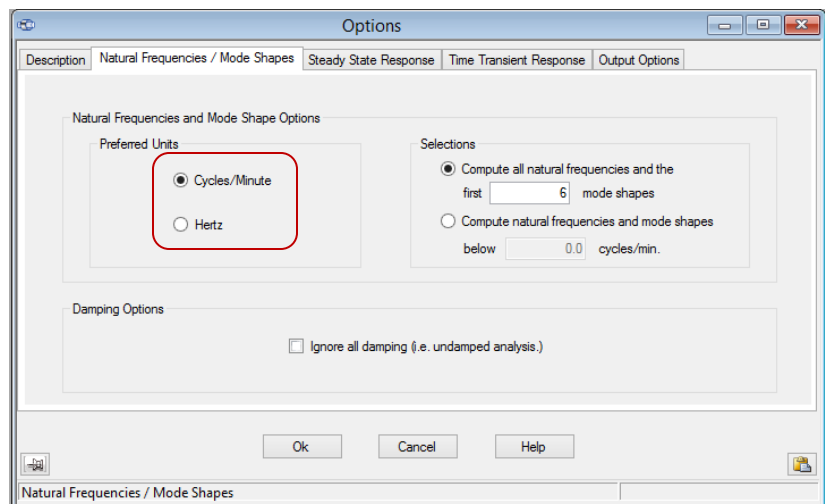 Options
Description Natural Frequencies / Mode Shapes Steady State Response Time Transient Response Output Options
Natural Frequencies and Mode Shape Options
Preferred Units
Cycles/Minute
Hertz
Selections
Compute all natural frequencies and the
first 6 mode shapes
Compute natural frequencies and mode shapes
below 0.0 cycles/min.
Damping Options
Ignore all damping (i.e. undamped analysis.)
Ok Cancel Help
Natural Frequencies / Mode Shapes